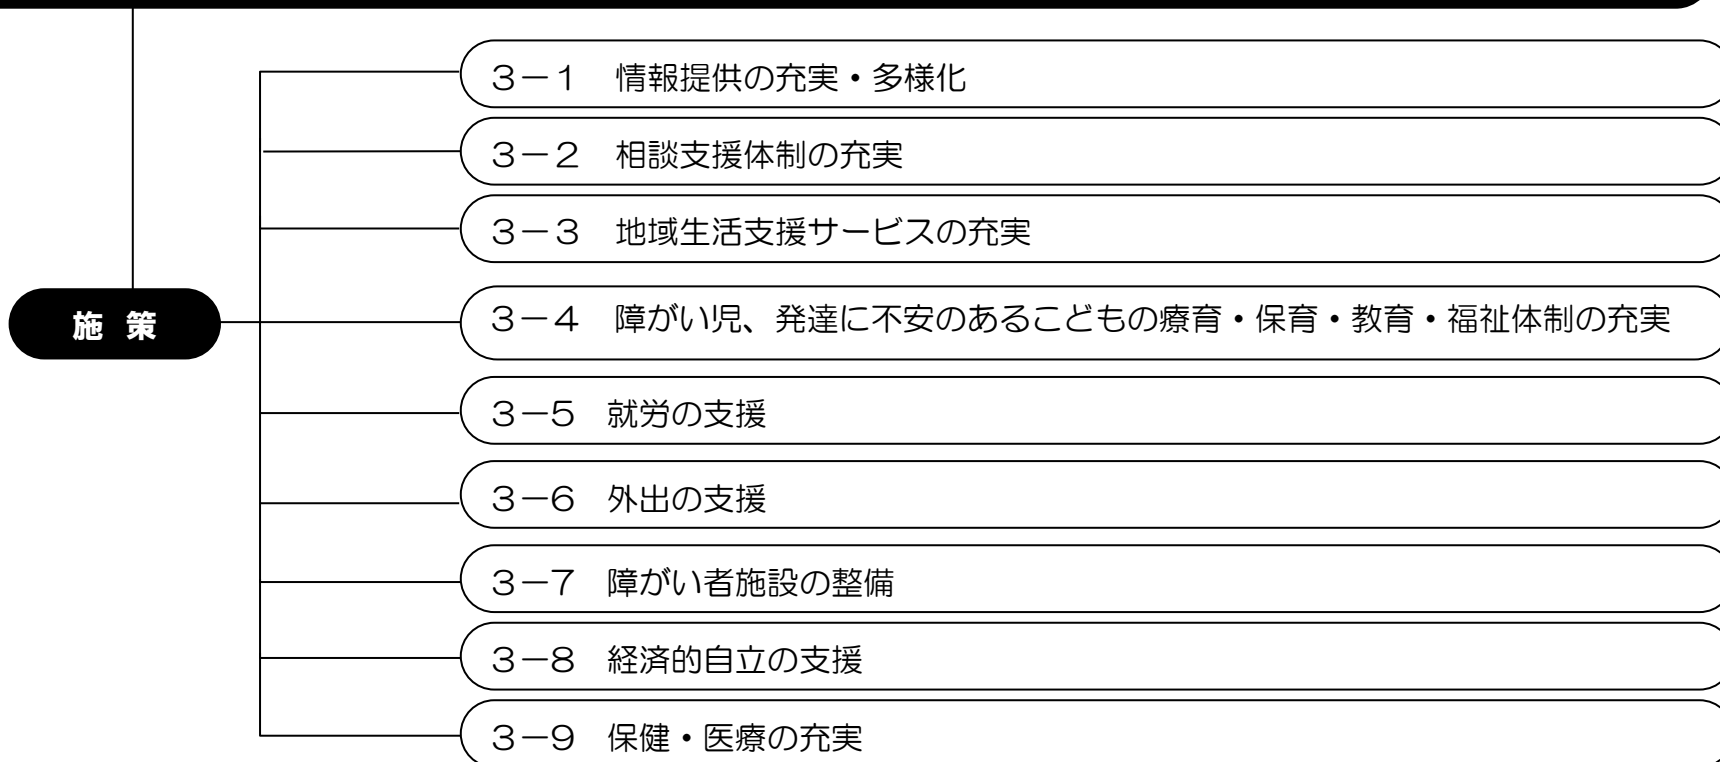 3－1　情報提供の充実・多様化
3－2　相談支援体制の充実
3－3　地域生活支援サービスの充実
施 策
3－4　障がい児、発達に不安のあるこどもの療育・保育・教育・福祉体制の充実
3－5　就労の支援
3－6　外出の支援
3－7　障がい者施設の整備
3－8　経済的自立の支援
3－9　保健・医療の充実